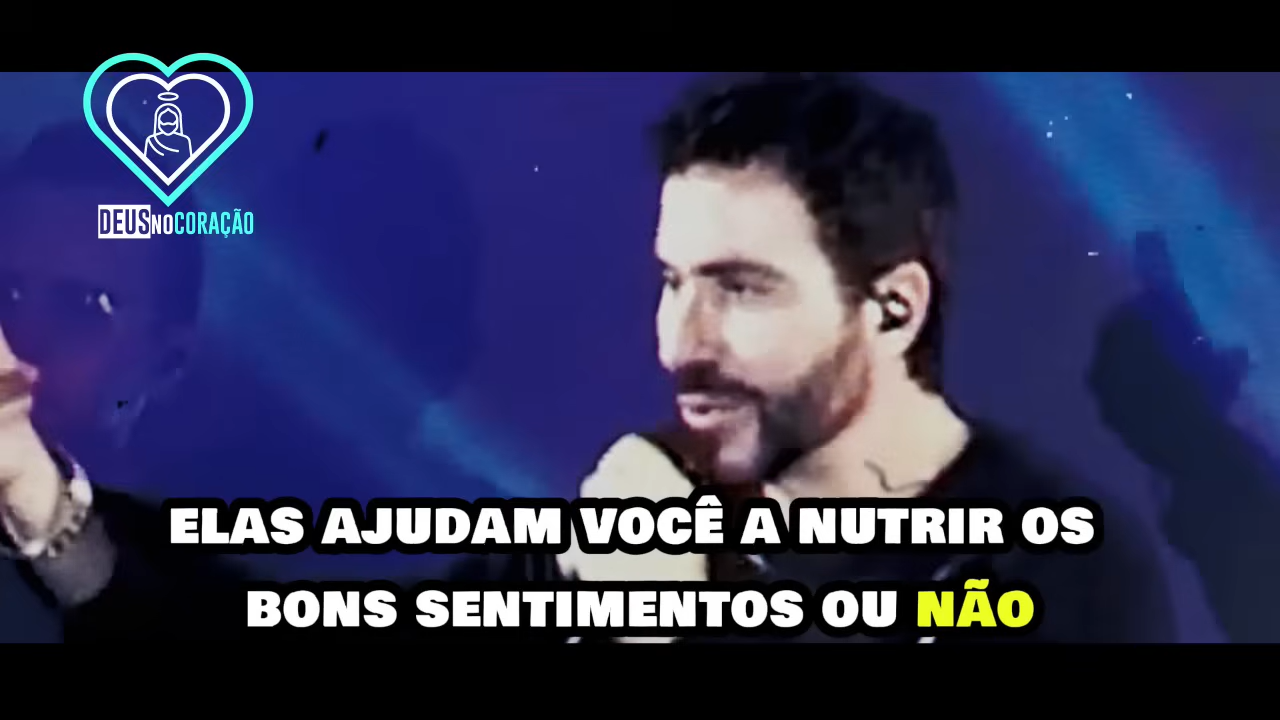 DEUSNOCORAÇÃO
ELAS AJUDAM VOCÊ A NUTRIR OS
BONS SENTIMENTOS OU NÃO